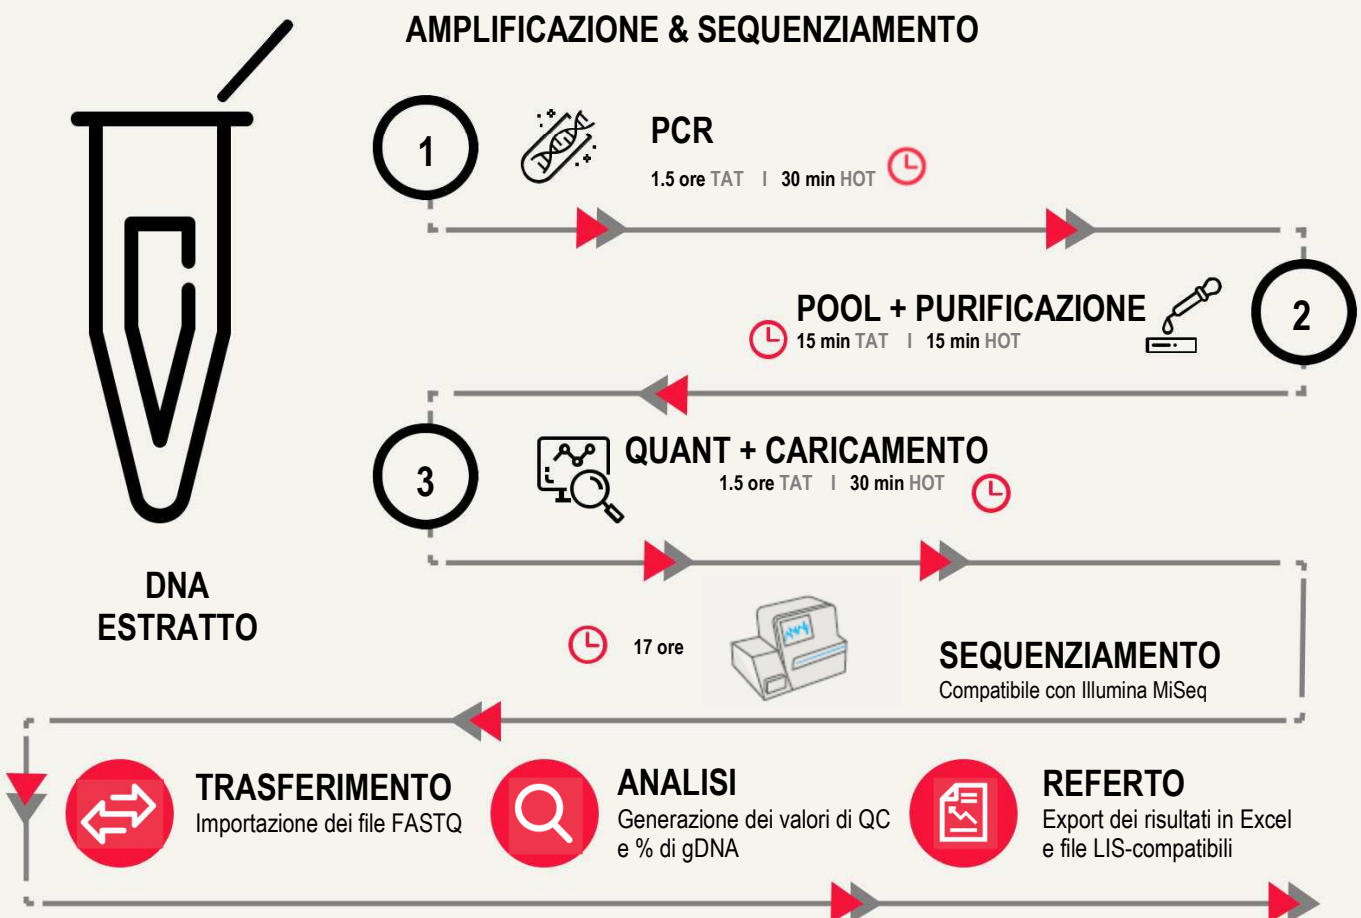 AMPLIFICAZIONE & SEQUENZIAMENTO
1
PCR
1.5 ore TAT I 30 min HOT
POOL + PURIFICAZIONE
15 min TAT I 15 min HOT
2
3
QUANT + CARICAMENTO
1.5 ore TAT I 30 min HOT
DNA
ESTRATTO
17 ore
SEQUENZIAMENTO
Compatibile con Illumina MiSeq
TRASFERIMENTO
Importazione dei file FASTQ
ANALISI
Generazione dei valori di QC
e % di gDNA
REFERTO
Export dei risultati in Excel
e file LIS-compatibili